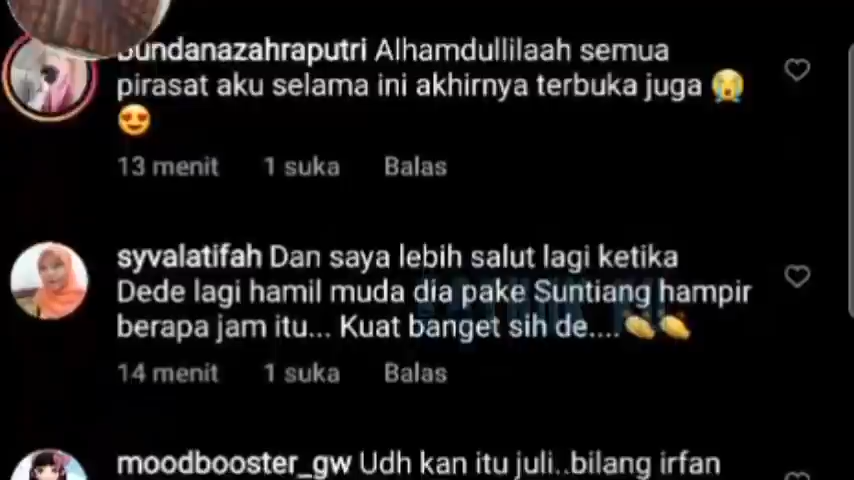 bundanazahraputri Alhamdullilaah semua
pirasat aku selama ini akhirnya terbuka juga 😭
😍
13 menit 1 suka Balas
syvalatifah Dan saya lebih salut lagi ketika
Dede lagi hamil muda dia pake Suntiang hampir
berapa jam itu... Kuat banget sih de....👏👏
14 menit 1 suka Balas
moodbooster_gw Udh kan itu juli..bilang irfan